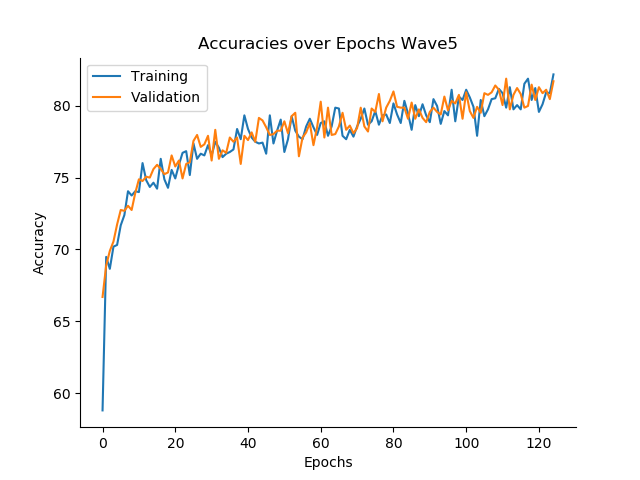 Accuracies over Epochs Wave5
Training
Validation
Accuracy
80
75
70
65
60
0 20 40 60 80 100 120
Epochs